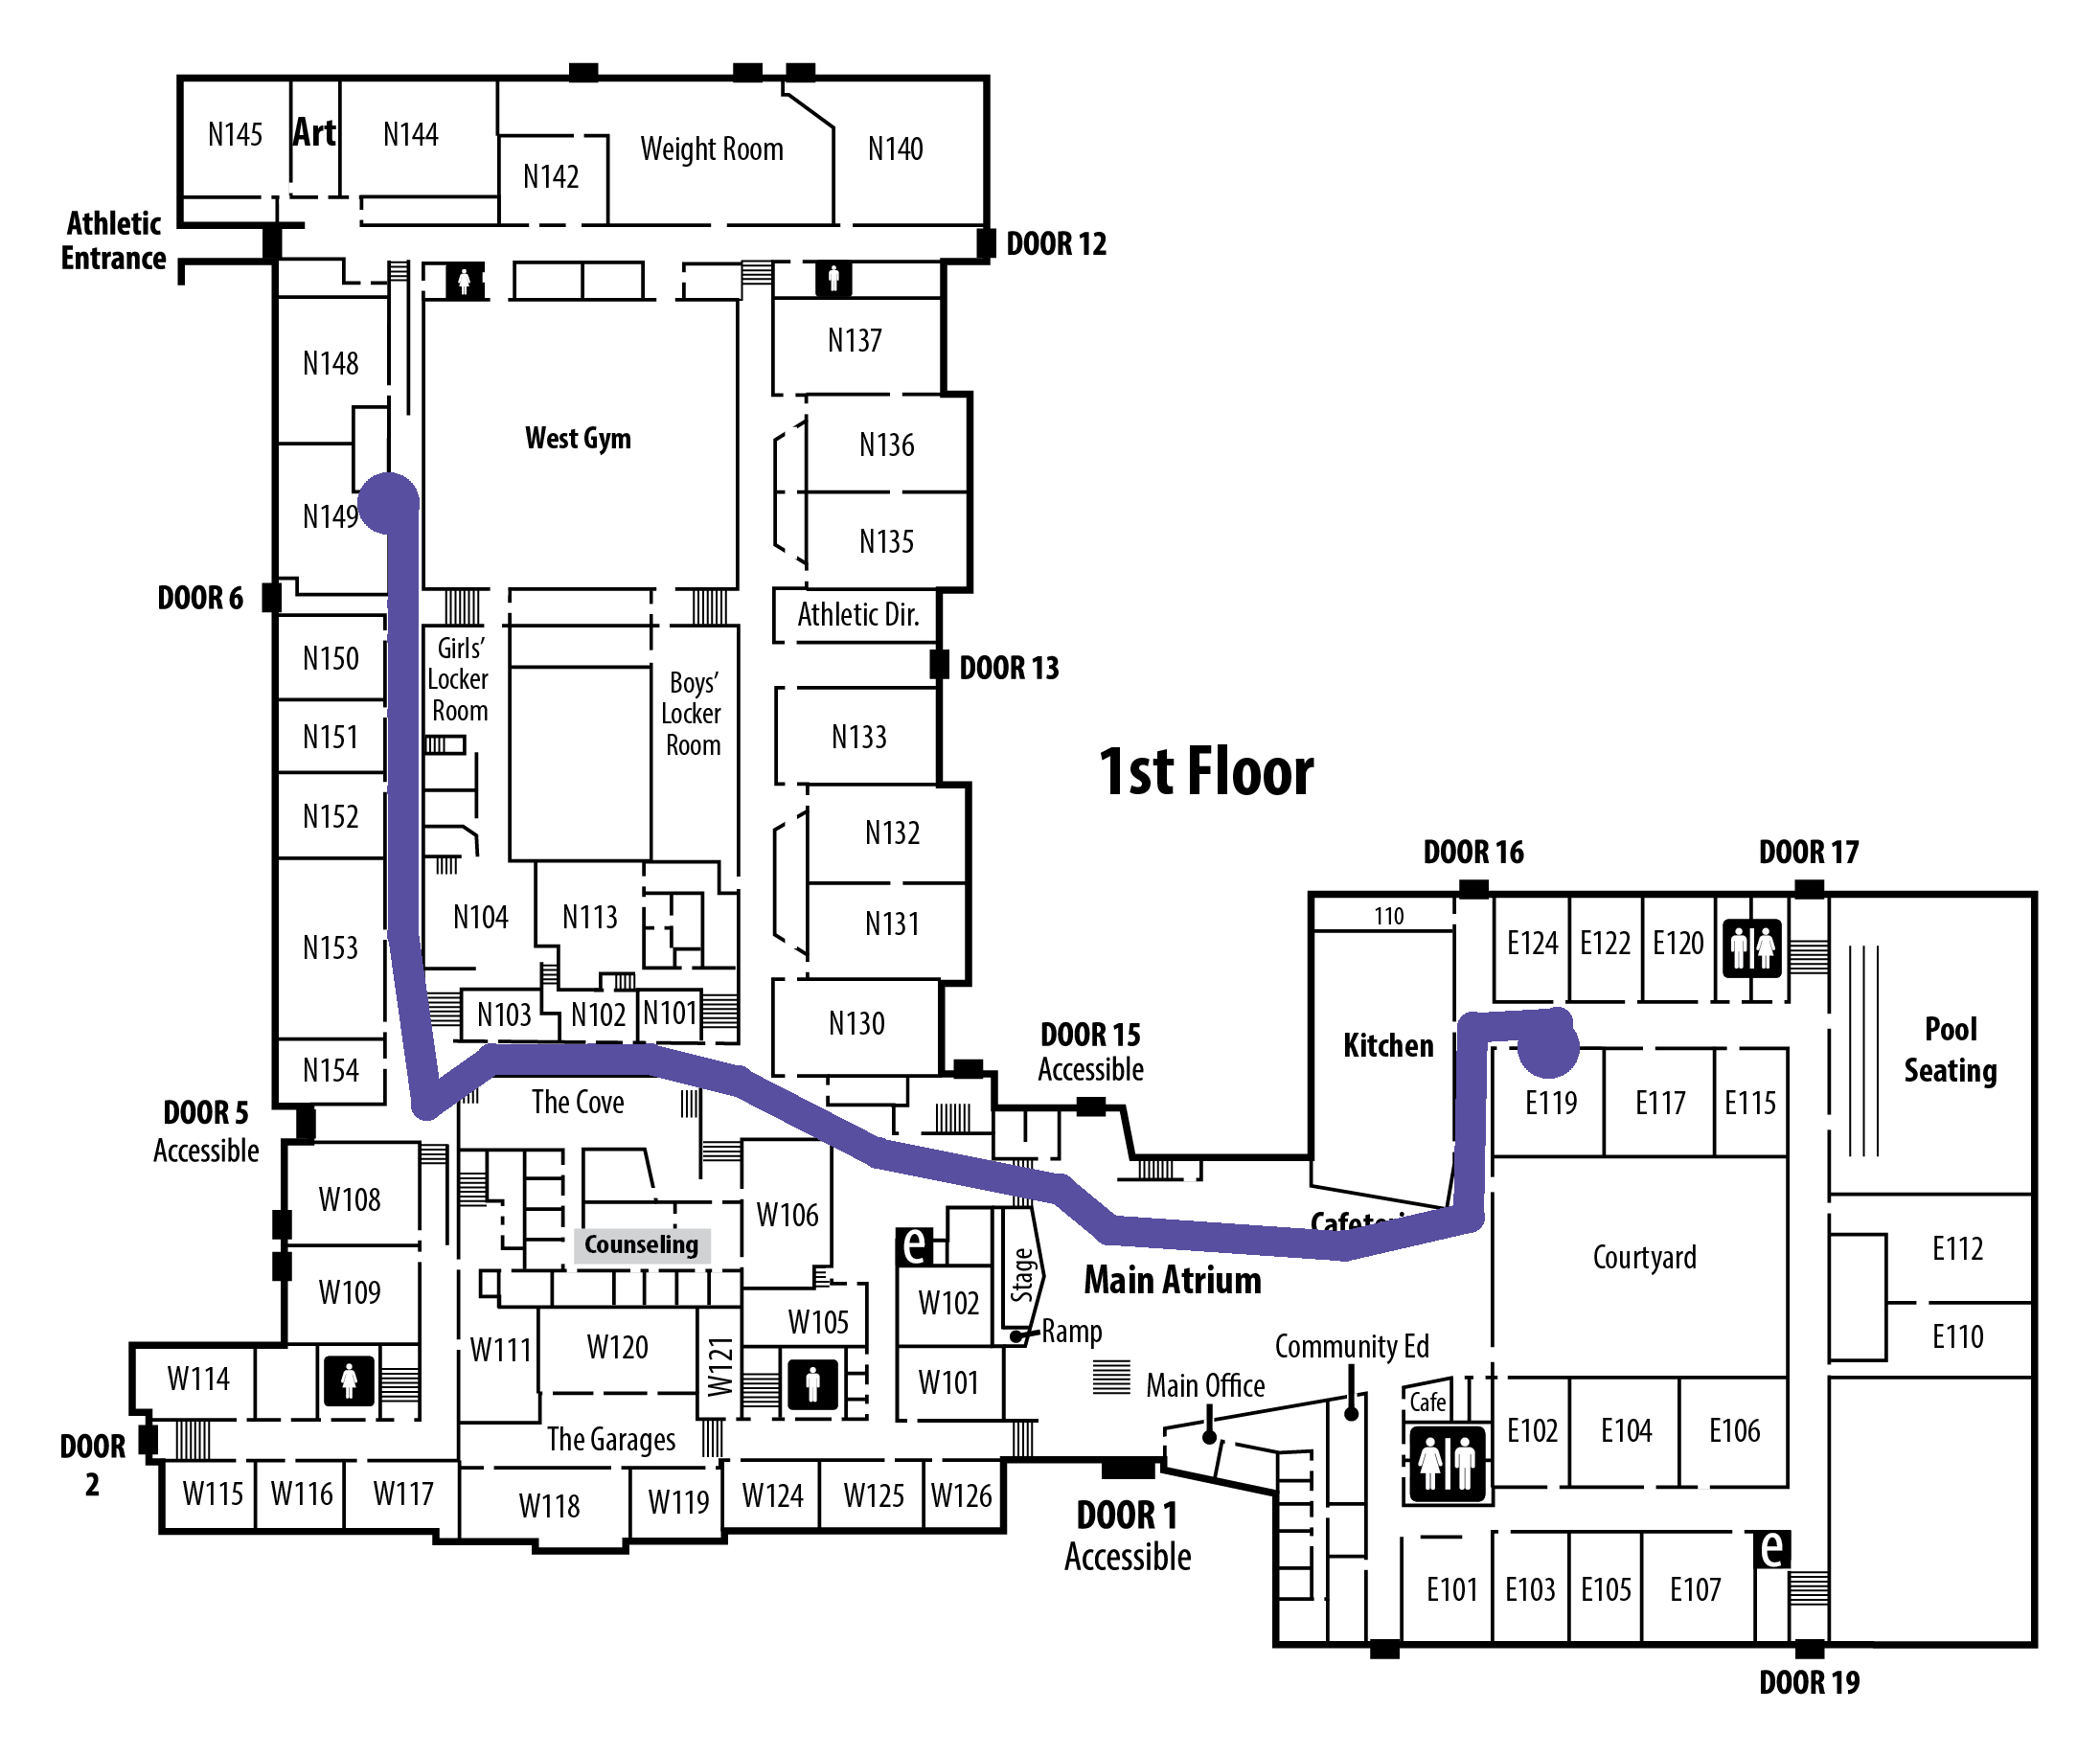 N145
Art
N144
N142
Weight Room
N140
Athletic
Entrance
DOOR 12
N148
N137
West Gym
N136
N149
N135
DOOR 6
Athletic Dir.
N150
Girls'
Locker
Room
Boys'
Locker
Room
DOOR 13
N151
N133
1st Floor
N152
N132
DOOR 16
DOOR 17
N153
N104
N113
N131
110
E124
E122
E120
N103
N102
N101
N130
DOOR 15
Accessible
Kitchen
Pool
Seating
N154
The Cove
E119
E117
E115
DOOR 5
Accessible
W108
W106
Counseling
e
Stage
Main Atrium
Courtyard
E112
W109
W102
W105
W111
W120
W121
Ramp
E110
Community Ed
W114
W101
Main Office
Cafe
E102
E104
E106
DOOR
2
The Garages
W115
W116
W117
W118
W119
W124
W125
W126
DOOR 1
Accessible
e
E101
E103
E105
E107
DOOR 19